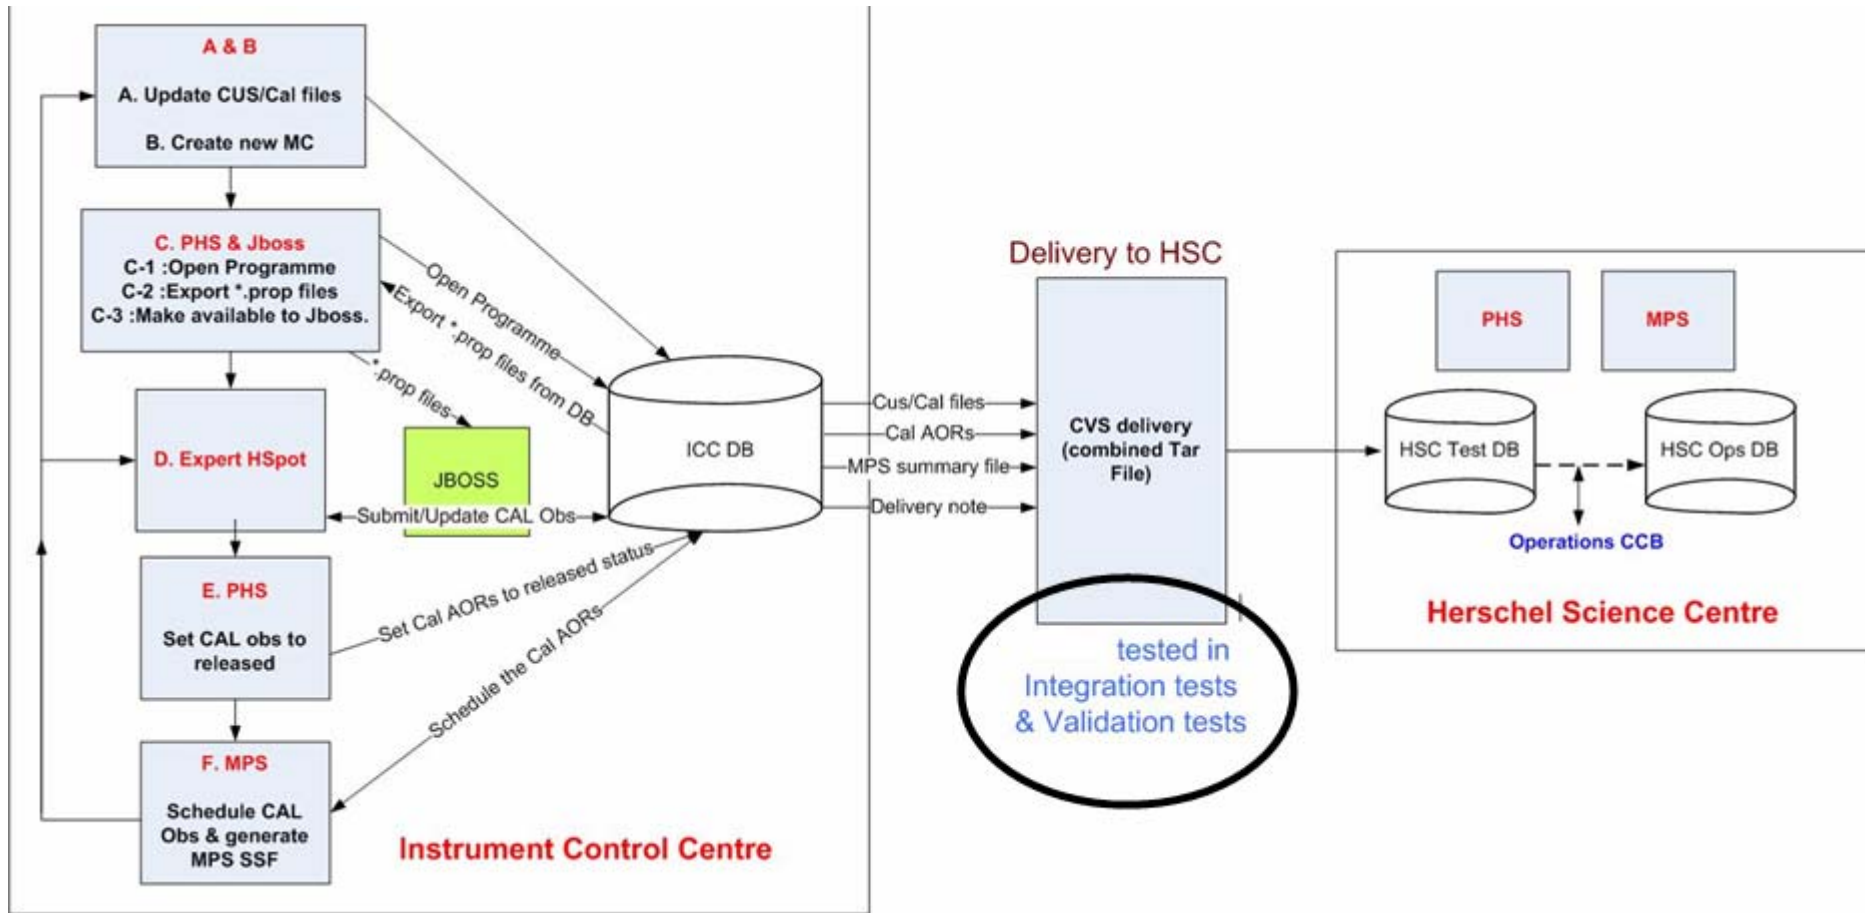 A & B
A. Update CUS/Cal files
B. Create new MC
C. PHS & Jboss
C-1 :Open Programme
C-2 :Export *.prop files
C-3 :Make available to Jboss.
Open Programme
Export *.prop files from DB
*.prop files
D. Expert HSpot
JBOSS
Submit/Update CAL Obs
ICC DB
E. PHS
Set CAL obs to
released
Set Cal AORs to released status
Schedule the Cal AORs
F. MPS
Schedule CAL
Obs & generate
MPS SSF
Instrument Control Centre
Cus/Cal files
Cal AORs
MPS summary file
Delivery note
Delivery to HSC
CVS delivery
(combined Tar
File)
tested in
Integration tests
& Validation tests
PHS
MPS
HSC Test DB
HSC Ops DB
Operations CCB
Herschel Science Centre